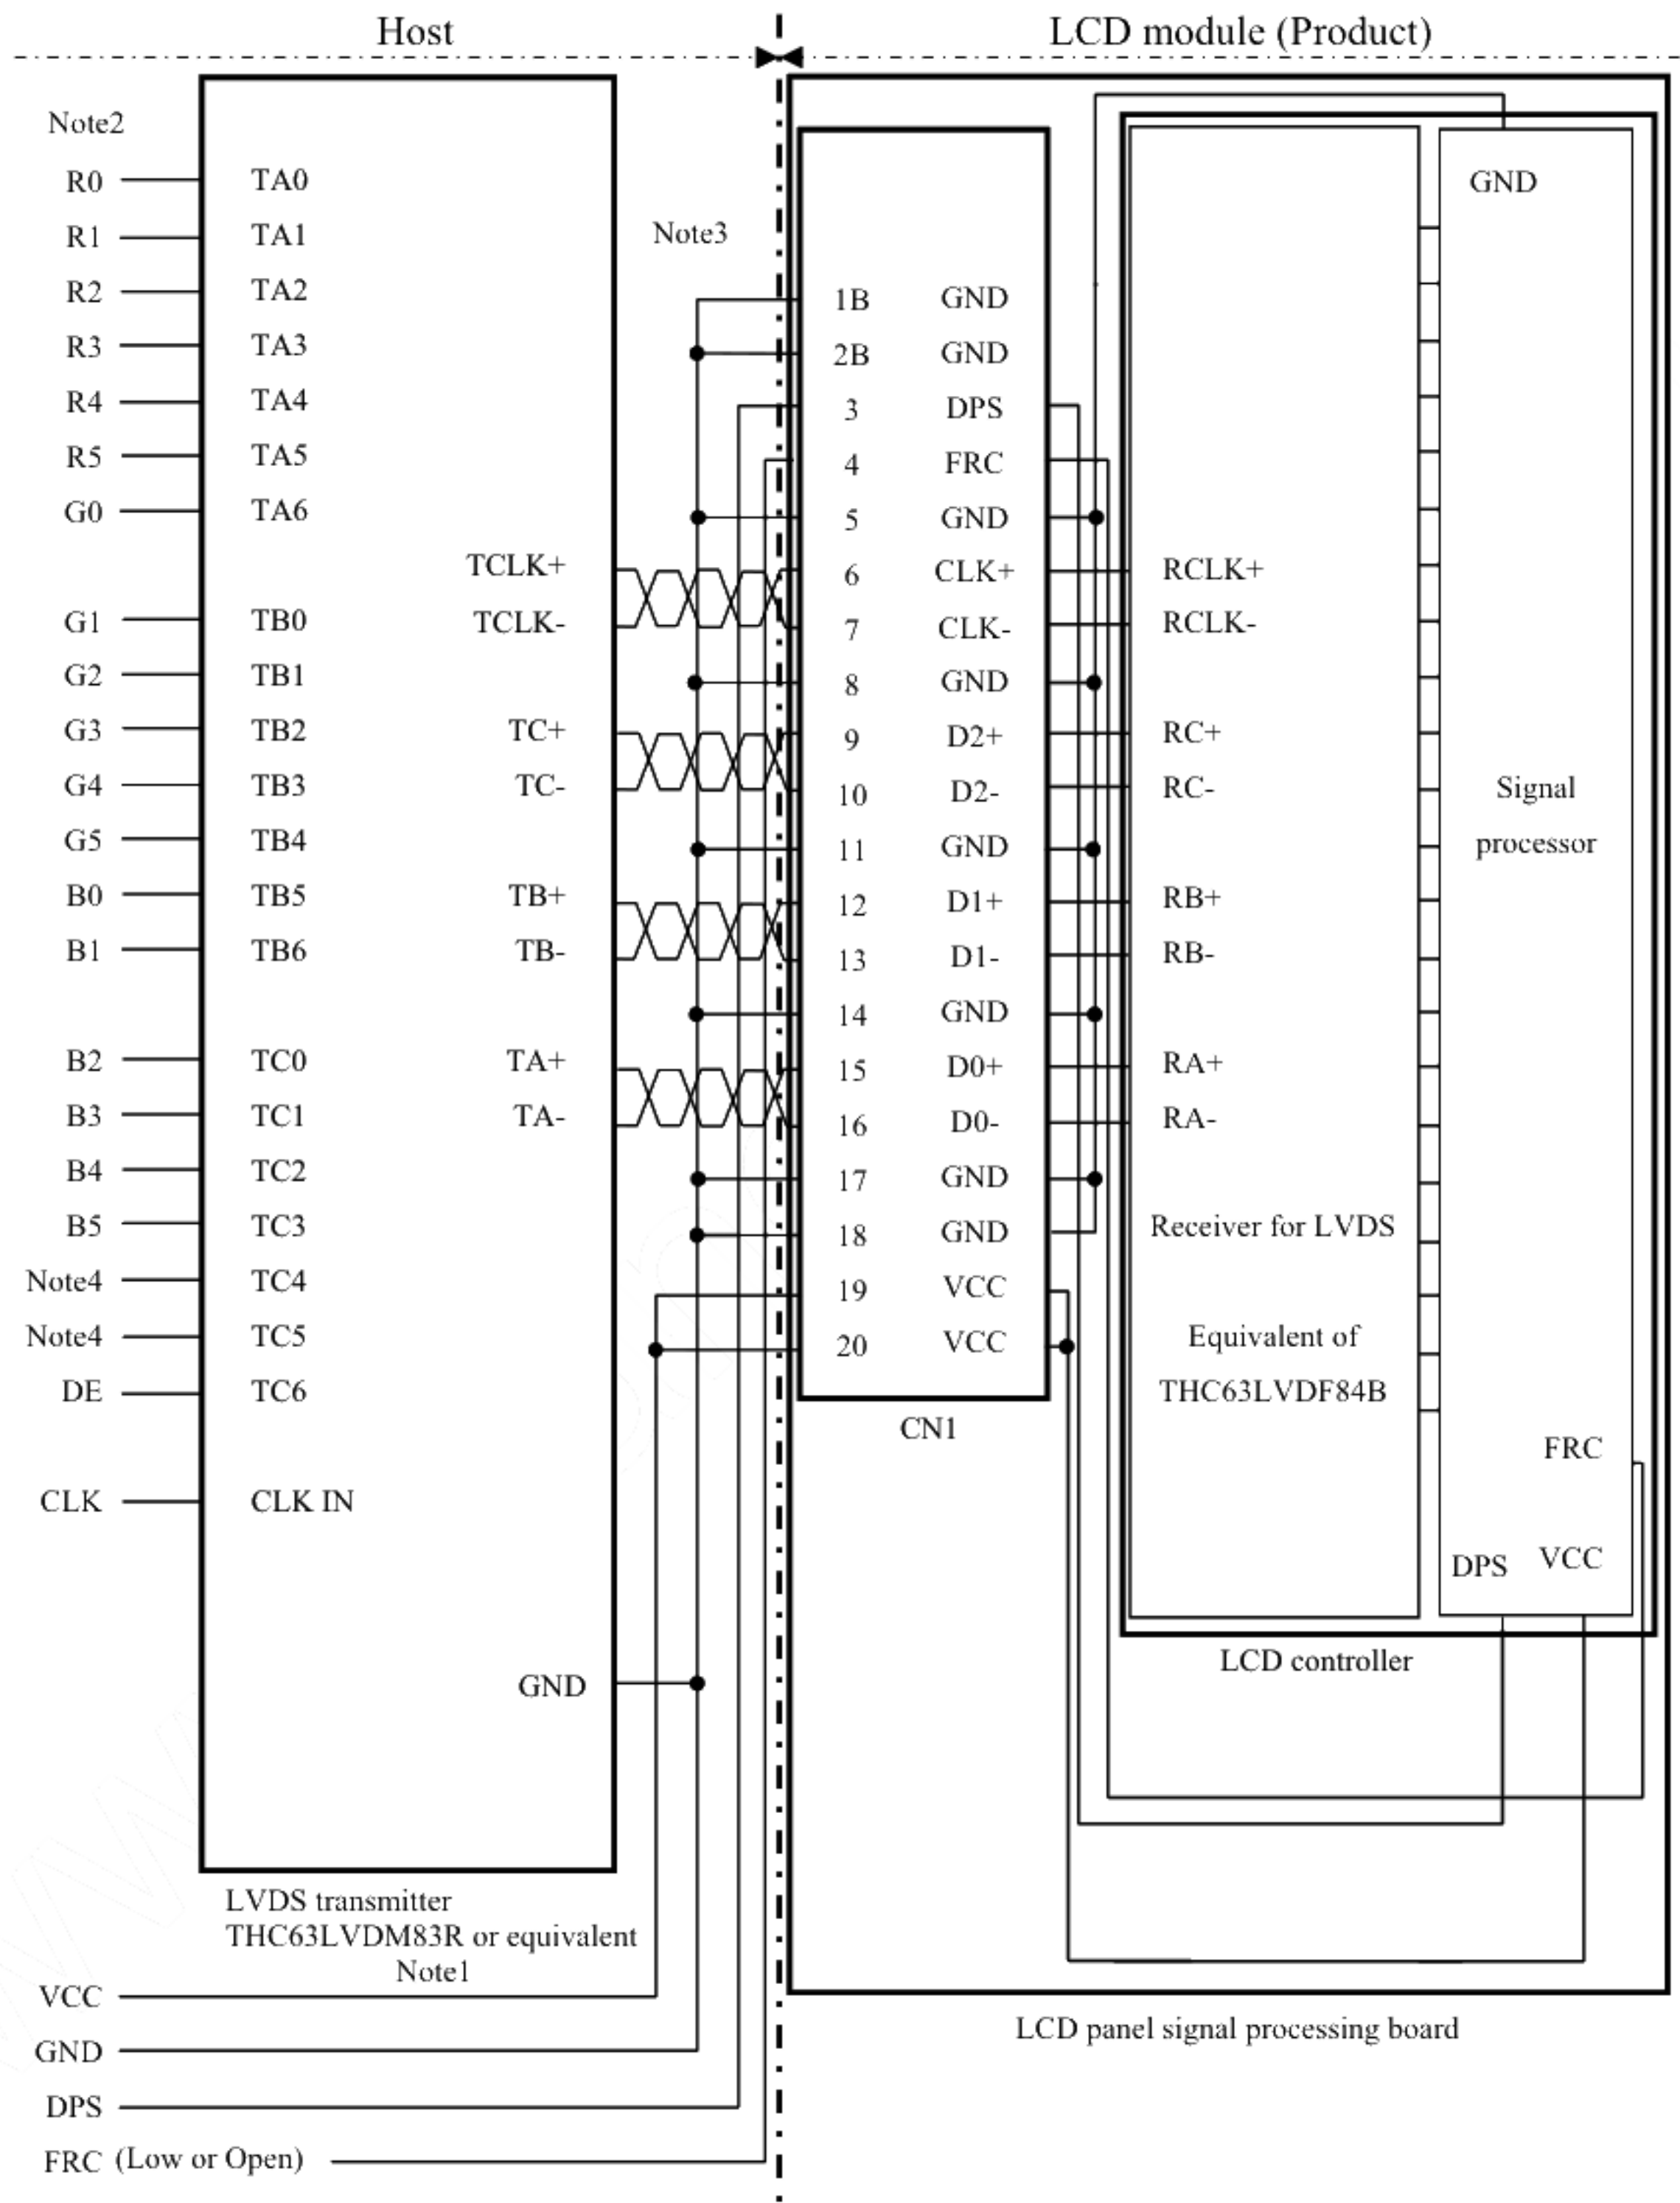 Host
LCD module (Product)
Note2
R0 TA0
R1 TA1
R2 TA2
R3 TA3
R4 TA4
R5 TA5
G0 TA6
G1 TB0
G2 TB1
G3 TB2
G4 TB3
G5 TB4
B0 TB5
B1 TB6
B2 TC0
B3 TC1
B4 TC2
B5 TC3
Note4 TC4
Note4 TC5
DE TC6
CLK CLK IN
TCLK+
TCLK-
TC+
TC-
TB+
TB-
TA+
TA-
GND
LVDS transmitter
THC63LVDM83R or equivalent
Note1
VCC
GND
DPS
FRC (Low or Open)
Note3
1B GND
2B GND
3 DPS
4 FRC
5 GND
6 CLK+
7 CLK-
8 GND
9 D2+
10 D2-
11 GND
12 D1+
13 D1-
14 GND
15 D0+
16 D0-
17 GND
18 GND
19 VCC
20 VCC
CN1
RCLK+
RCLK-
RC+
RC-
RB+
RB-
RA+
RA-
Receiver for LVDS
Equivalent of
THC63LVDF84B
GND
Signal
processor
FRC
DPS VCC
LCD controller
LCD panel signal processing board